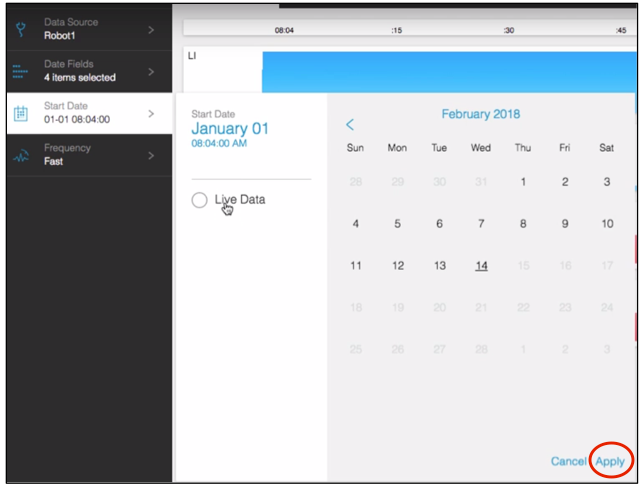 Data Source
Robot1
Date Fields
4 items selected
Start Date
01-01 08:04:00
Frequency
Fast
08:04 :15 :30 :45
LI
Start Date
January 01
08:04:00 AM
Live Data
February 2018
Sun Mon Tue Wed Thu Fri Sat
28 29 30 31 1 2 3
4 5 6 7 8 9 10
11 12 13 14 15 16 17
18 19 20 21 22 23 24
25 26 27 28 1 2 3
Cancel Apply